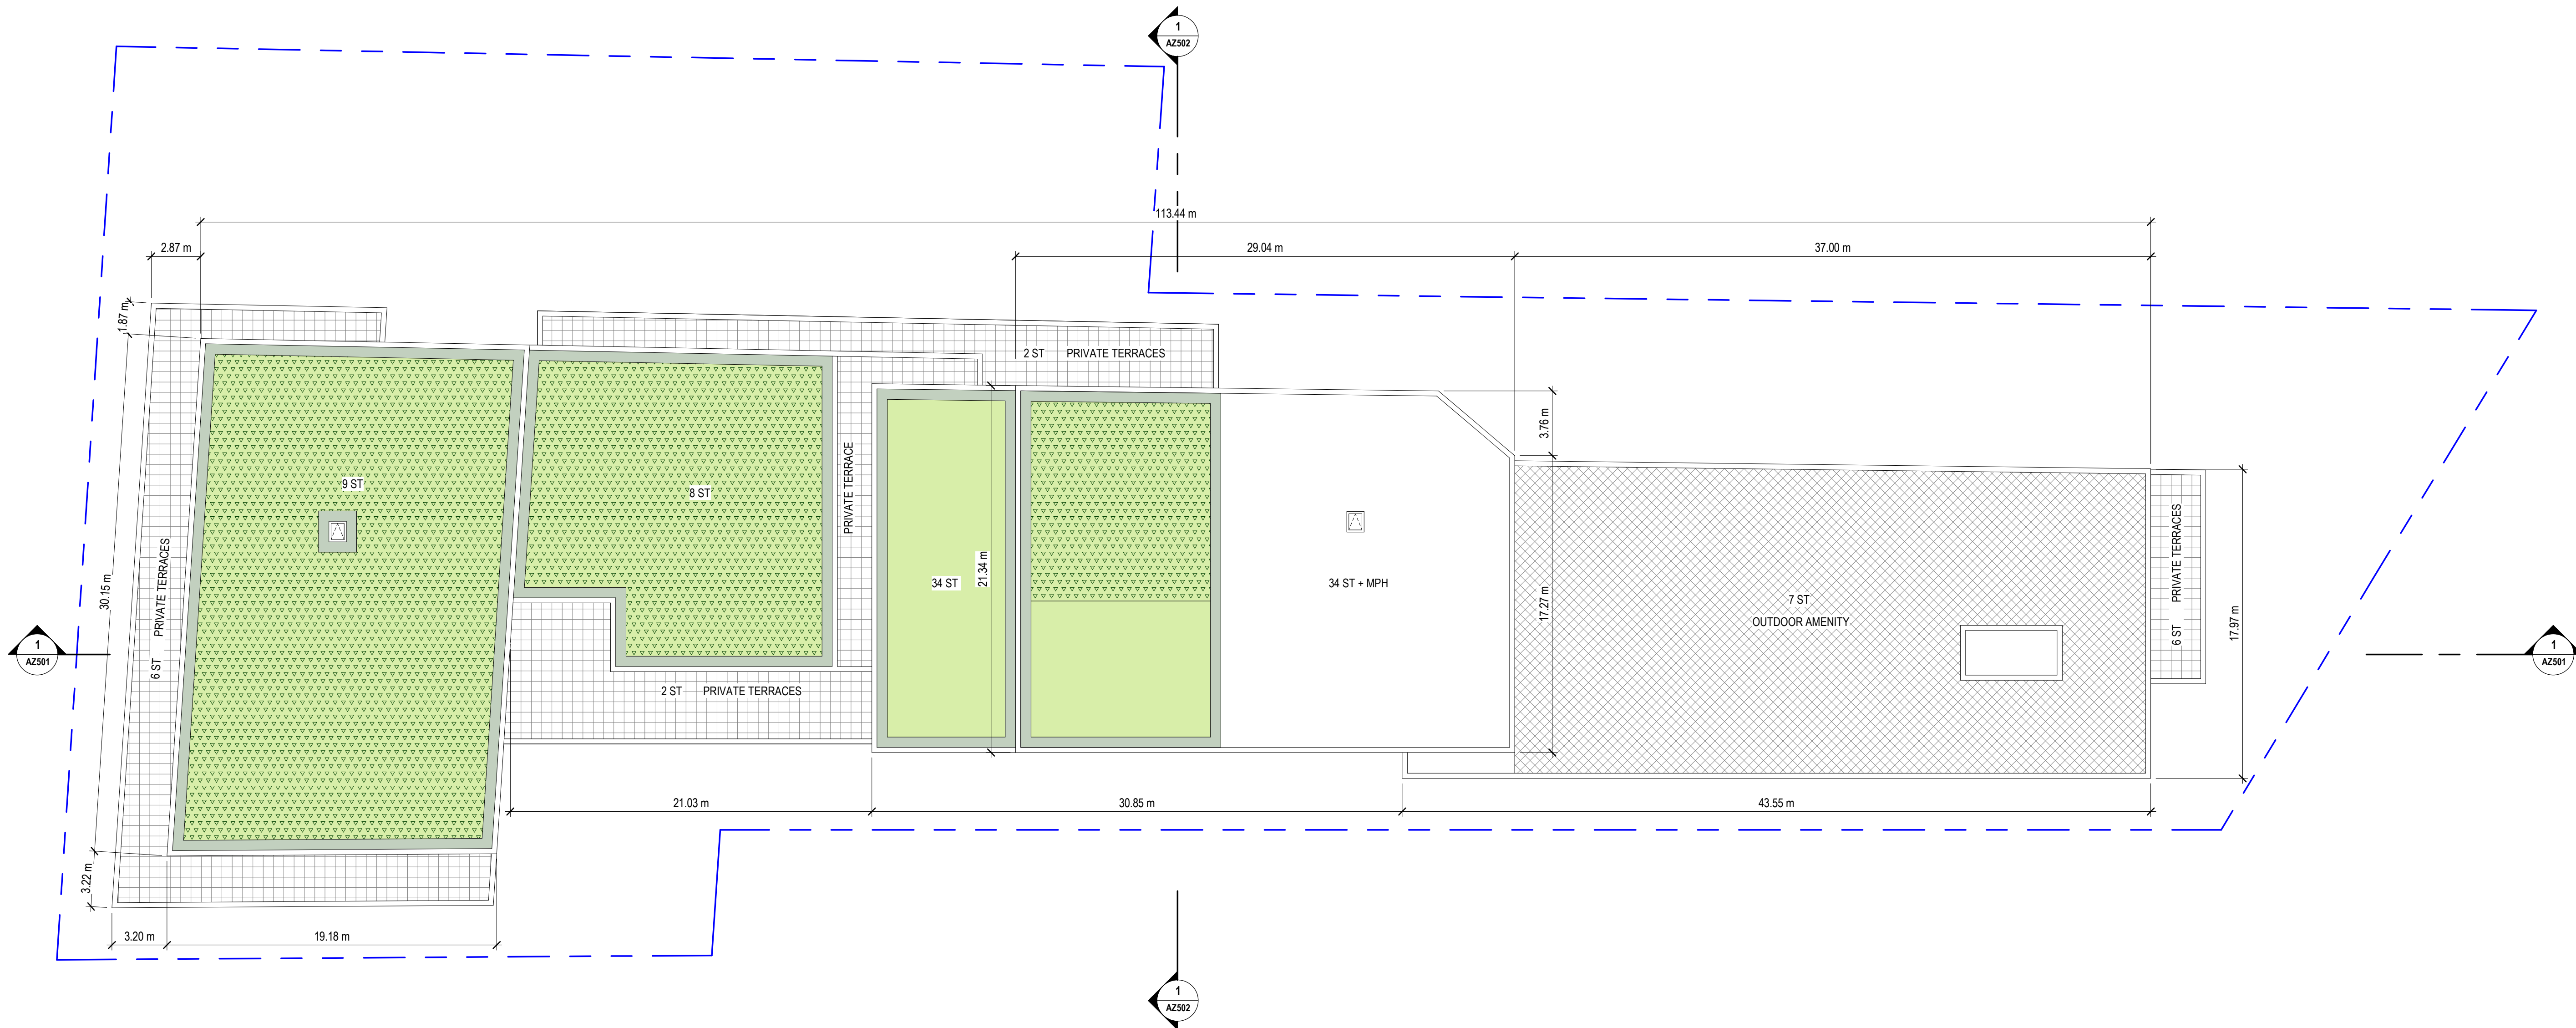 1
AZ502
113.44 m
2.87 m
29.04 m
37.00 m
1.87 m
2 ST PRIVATE TERRACES
3.76 m
PRIVATE TERRACE
9 ST
8 ST
6 ST PRIVATE TERRACES
30.15 m
34 ST
21.34 m
34 ST + MPH
17.27 m
7 ST
OUTDOOR AMENITY
6 ST PRIVATE TERRACES
17.97 m
1
AZ501
1
AZ501
2 ST PRIVATE TERRACES
21.03 m
30.85 m
43.55 m
3.22 m
3.20 m
19.18 m
1
AZ502